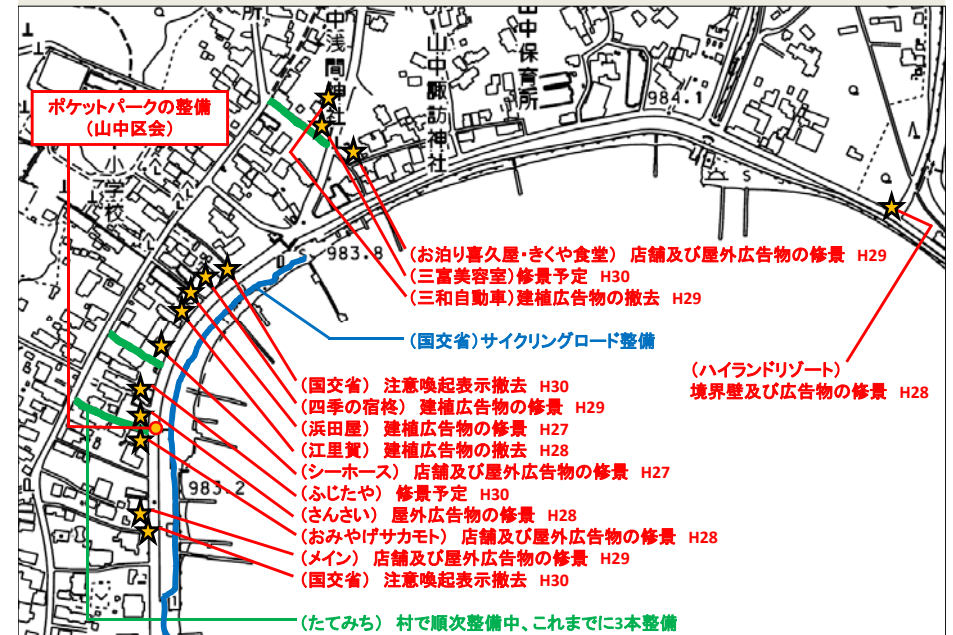 中浅間神社
山中諏訪神社
山中保育所
所
984.1
ポケットパークの整備
(山中区会)
小学校
983.8
(お泊り喜久屋・きくや食堂) 店舗及び屋外広告物の修景 H29
(三富美容室)修景予定 H30
(三和自動車)建植広告物の撤去 H29
(国交省)サイクリングロード整備
(ハイランドリゾート)
境界壁及び広告物の修景 H28
(国交省) 注意喚起表示撤去 H30
(四季の宿柊) 建植広告物の修景 H29
(浜田屋) 建植広告物の修景 H27
(江里賀) 建植広告物の撤去 H28
(シーホース) 店舗及び屋外広告物の修景 H27
(ふじたや) 修景予定 H30
983.2
(さんさい) 屋外広告物の修景 H28
(おみやげサカモト) 店舗及び屋外広告物の修景 H28
(メイン) 店舗及び屋外広告物の修景 H29
(国交省) 注意喚起表示撤去 H30
(たてみち) 村で順次整備中、これまでに3本整備